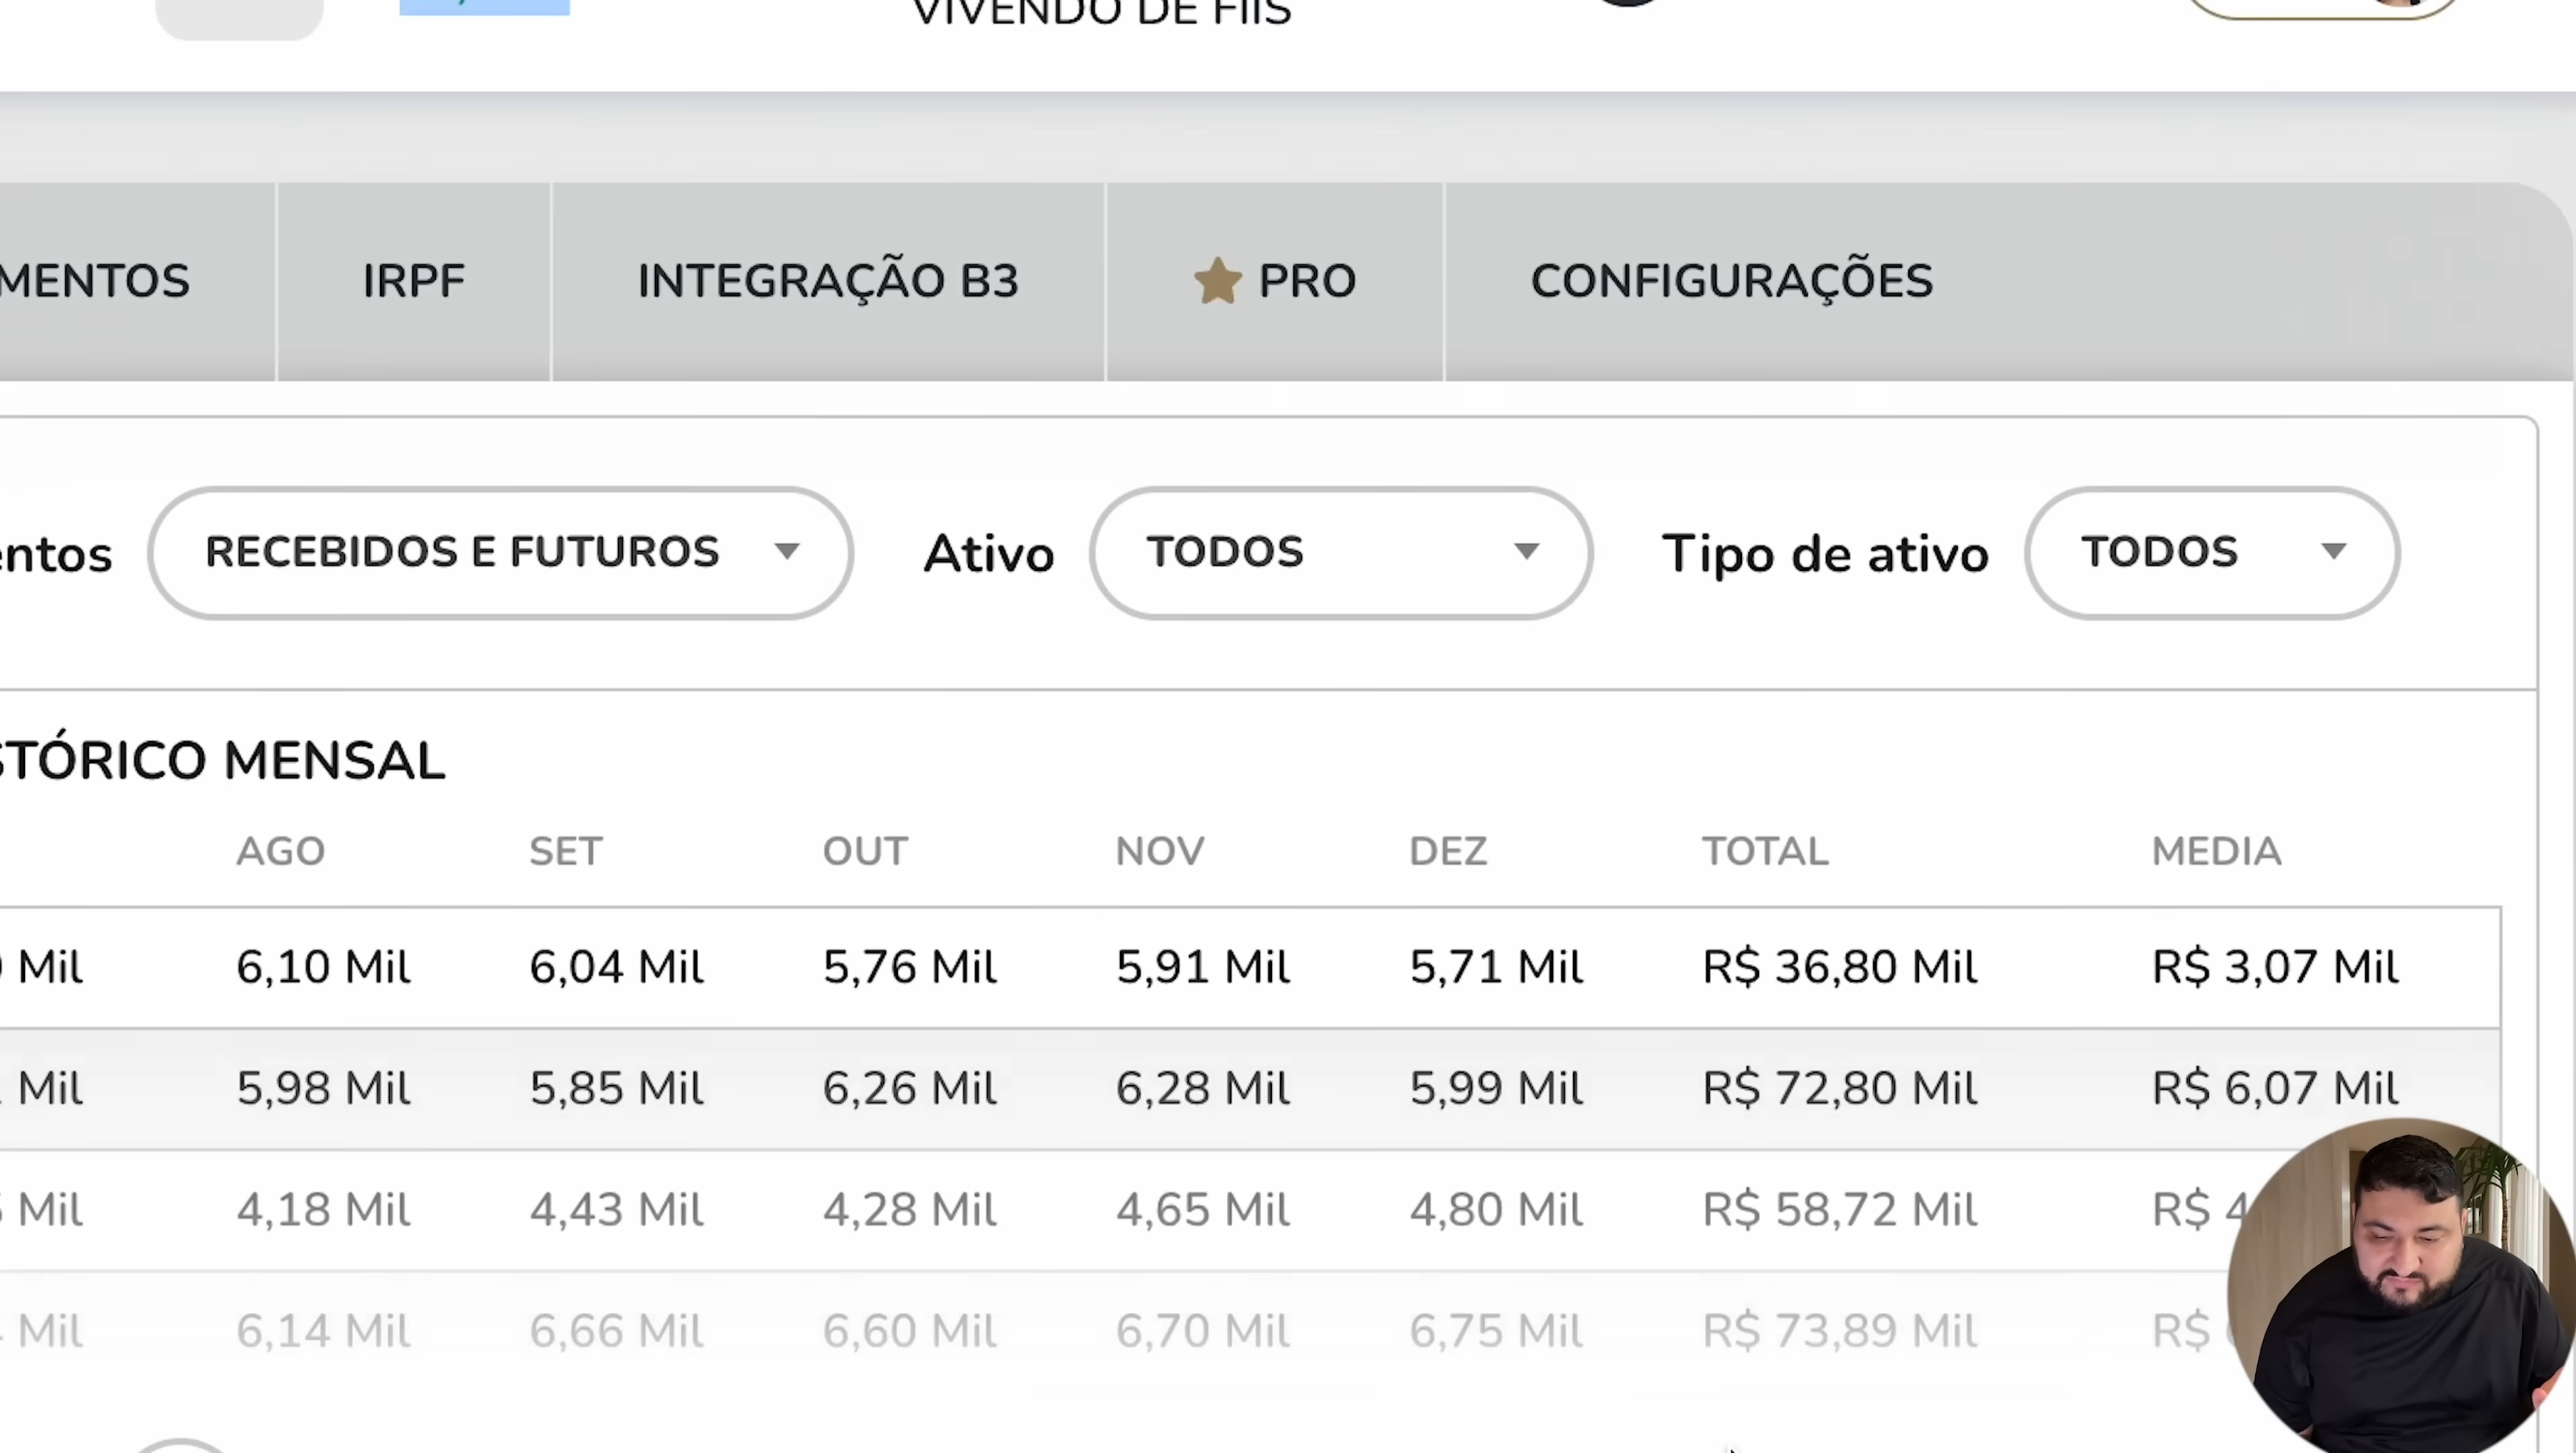 VIVENDO DE FIIS
MENTOS IRPF INTEGRAÇÃO B3 PRO CONFIGURAÇÕES
entos RECEBIDOS E FUTUROS Ativo TODOS Tipo de ativo TODOS
STÓRICO MENSAL
AGO SET OUT NOV DEZ TOTAL MEDIA
Mil 6,10 Mil 6,04 Mil 5,76 Mil 5,91 Mil 5,71 Mil R$ 36,80 Mil R$ 3,07 Mil
Mil 5,98 Mil 5,85 Mil 6,26 Mil 6,28 Mil 5,99 Mil R$ 72,80 Mil R$ 6,07 Mil
Mil 4,18 Mil 4,43 Mil 4,28 Mil 4,65 Mil 4,80 Mil R$ 58,72 Mil R$ 4
Mil 6,14 Mil 6,66 Mil 6,60 Mil 6,70 Mil 6,75 Mil R$ 73,89 Mil R$